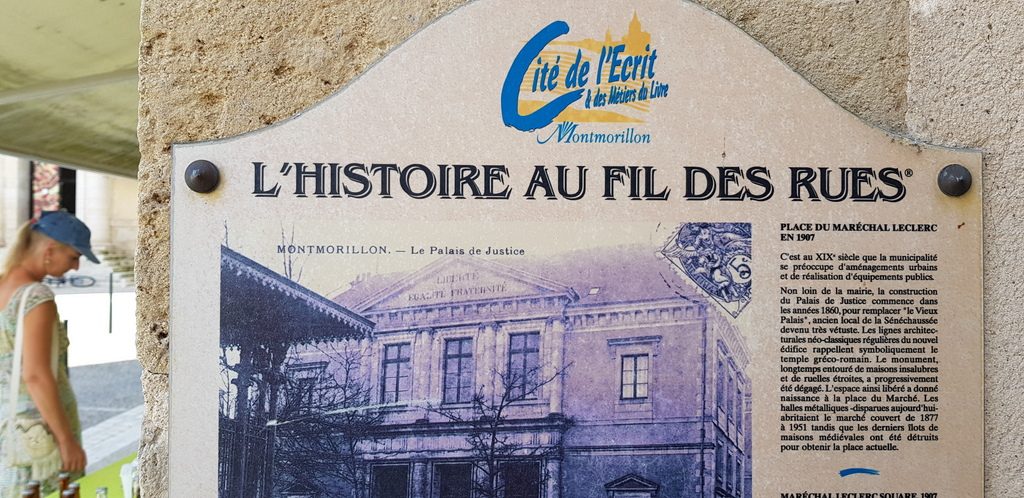 Cité de l'Ecrit
& des Métiers du Livre
Montmorillon
L'HISTOIRE AU FIL DES RUES®
MONTMORILLON. — Le Palais de Justice
LIBERTÉ
EGALITÉ FRATERNITÉ
PLACE DU MARÉCHAL LECLERC
EN 1907
C'est au XIXe siècle que la municipalité
se préoccupe d'aménagements urbains
et de réalisation d'équipements publics.
Non loin de la mairie, la construction
du Palais de Justice commence dans
les années 1860, pour remplacer "le Vieux
Palais", ancien local de la Sénéchaussée
devenu très vétuste. Les lignes architec-
turales néo-classiques régulières du nouvel
édifice rappellent symboliquement le
temple gréco-romain. Le monument,
longtemps entouré de maisons insalubres
et de ruelles étroites, a progressivement
été dégagé. L'espace ainsi libéré a donné
naissance à la place du Marché. Les
halles métalliques -disparues aujourd'hui-
abritaient le marché couvert de 1877
à 1951 tandis que les derniers îlots de
maisons médiévales ont été détruits
pour obtenir la place actuelle.
MARÉCHAL LECLERC SQUARE, 1907